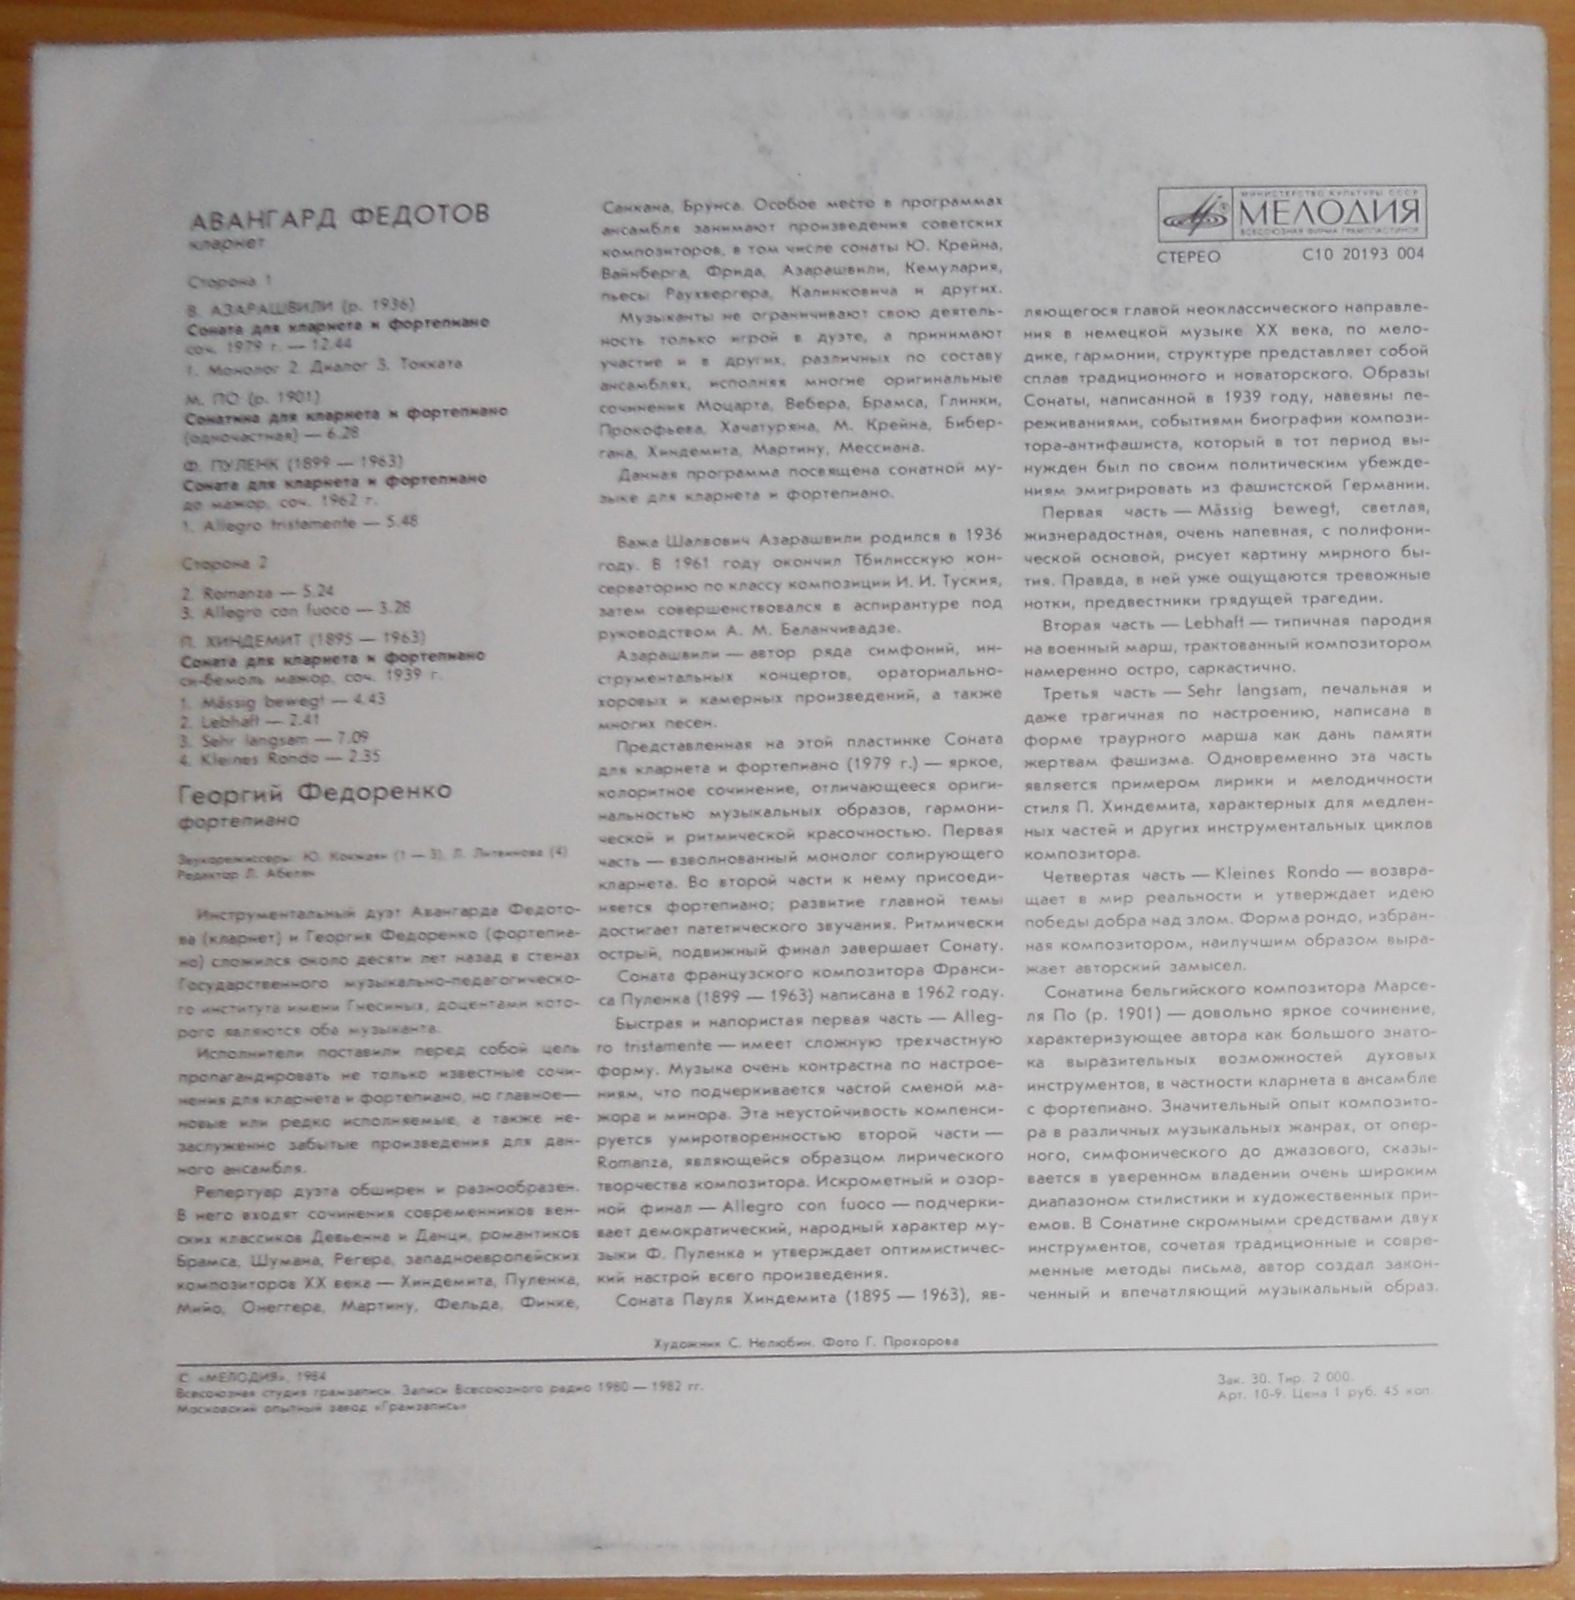 АВАНГАРД ФЕДОТОВ
кларнет
Сторона 1
В. АЗАРАШВИЛИ (р. 1936)
Соната для кларнета и фортепиано
соч. 1979 г. — 12.44
1. Монолог 2. Диалог 3. Токката
М. ПО (р. 1901)
Сонатина для кларнета и фортепиано
(одночастная) — 6.28
Ф. ПУЛЕНК (1899 — 1963)
Соната для кларнета и фортепиано
до мажор, соч. 1962 г.
1. Allegro tristamente — 5.48
Сторона 2
2. Romanza — 5.24
3. Allegro con fuoco — 3.28
П. ХИНДЕМИТ (1895 — 1963)
Соната для кларнета и фортепиано
си-бемоль мажор, соч. 1939 г.
1. Mässig bewegt — 4.43
2. Lebhaft — 2.41
3. Sehr langsam — 7.09
4. Kleines Rondo — 2.35
Георгий Федоренко
фортепиано
Звукорежиссеры: Ю. Кокжаян (1 — 3), Л. Литвинова (4)
Редактор Л. Абелян
Инструментальный дуэт Авангарда Федото-
ва (кларнет) и Георгия Федоренко (фортепиа-
но) сложился около десяти лет назад в стенах
Государственного музыкально-педагогическо-
го института имени Гнесиных, доцентами кото-
рого являются оба музыканта.
Исполнители поставили перед собой цель
пропагандировать не только известные сочи-
нения для кларнета и фортепиано, но главное —
новые или редко исполняемые, а также не-
заслуженно забытые произведения для дан-
ного ансамбля.
Репертуар дуэта обширен и разнообразен.
В него входят сочинения современников вен-
ских классиков Девьенна и Данци, романтиков
Брамса, Шумана, Регера, западноевропейских
композиторов XX века — Хиндемита, Пуленка,
Мийо, Онеггера, Мартину, Фельда, Финке,
Санкана, Брунса. Особое место в программах
ансамбля занимают произведения советских
композиторов, в том числе сонаты Ю. Крейна,
Вайнберга, Фрида, Азарашвили, Кемулария,
пьесы Раухвергера, Калинковича и других.
Музыканты не ограничивают свою деятель-
ность только игрой в дуэте, а принимают
участие и в других, различных по составу
ансамблях, исполняя многие оригинальные
сочинения Моцарта, Вебера, Брамса, Глинки,
Прокофьева, Хачатуряна, М. Крейна, Бибер-
гана, Хиндемита, Мартину, Мессиана.
Данная программа посвящена сонатной му-
зыке для кларнета и фортепиано.
Важа Шалвович Азарашвили родился в 1936
году. В 1961 году окончил Тбилисскую кон-
серваторию по классу композиции И. И. Туския,
затем совершенствовался в аспирантуре под
руководством А. М. Баланчивадзе.
Азарашвили — автор ряда симфоний, ин-
струментальных концертов, ораториально-
хоровых и камерных произведений, а также
многих песен.
Представленная на этой пластинке Соната
для кларнета и фортепиано (1979 г.) — яркое,
колоритное сочинение, отличающееся ориги-
нальностью музыкальных образов, гармони-
ческой и ритмической красочностью. Первая
часть — взволнованный монолог солирующего
кларнета. Во второй части к нему присоеди-
няется фортепиано; развитие главной темы
достигает патетического звучания. Ритмически
острый, подвижный финал завершает Сонату.
Соната французского композитора Франси-
са Пуленка (1899 — 1963) написана в 1962 году.
Быстрая и напористая первая часть — Alleg-
ro tristamente — имеет сложную трехчастную
форму. Музыка очень контрастна по настрое-
ниям, что подчеркивается частой сменой ма-
жора и минора. Эта неустойчивость компенси-
руется умиротворенностью второй части —
Romanza, являющейся образцом лирического
творчества композитора. Искрометный и озор-
ной финал — Allegro con fuoco — подчерки-
вает демократический, народный характер му-
зыки Ф. Пуленка и утверждает оптимистичес-
кий настрой всего произведения.
Соната Пауля Хиндемита (1895 — 1963), яв-
МИНИСТЕРСТВО КУЛЬТУРЫ СССР
МЕЛОДИЯ
ВСЕСОЮЗНАЯ ФИРМА ГРАМПЛАСТИНОК
СТЕРЕО С10 20193 004
ляющегося главой неоклассического направле-
ния в немецкой музыке XX века, по мело-
дике, гармонии, структуре представляет собой
сплав традиционного и новаторского. Образы
Сонаты, написанной в 1939 году, навеяны пе-
реживаниями, событиями биографии компози-
тора-антифашиста, который в тот период вы-
нужден был по своим политическим убежде-
ниям эмигрировать из фашистской Германии.
Первая часть — Mässig bewegt, светлая,
жизнерадостная, очень напевная, с полифони-
ческой основой, рисует картину мирного бы-
тия. Правда, в ней уже ощущаются тревожные
нотки, предвестники грядущей трагедии.
Вторая часть — Lebhaft — типичная пародия
на военный марш, трактованный композитором
намеренно остро, саркастично.
Третья часть — Sehr langsam, печальная и
даже трагичная по настроению, написана в
форме траурного марша как дань памяти
жертвам фашизма. Одновременно эта часть
является примером лирики и мелодичности
стиля П. Хиндемита, характерных для медлен-
ных частей и других инструментальных циклов
композитора.
Четвертая часть — Kleines Rondo — возвра-
щает в мир реальности и утверждает идею
победы добра над злом. Форма рондо, избран-
ная композитором, наилучшим образом выра-
жает авторский замысел.
Сонатина бельгийского композитора Марсе-
ля По (р. 1901) — довольно яркое сочинение,
характеризующее автора как большого знато-
ка выразительных возможностей духовых
инструментов, в частности кларнета в ансамбле
с фортепиано. Значительный опыт композито-
ра в различных музыкальных жанрах, от опер-
ного, симфонического до джазового, сказы-
вается в уверенном владении очень широким
диапазоном стилистики и художественных при-
емов. В Сонатине скромными средствами двух
инструментов, сочетая традиционные и совре-
менные методы письма, автор создал закон-
ченный и впечатляющий музыкальный образ.
Художник С. Нелюбин. Фото Г. Прохорова
© «МЕЛОДИЯ», 1984
Всесоюзная студия грамзаписи. Записи Всесоюзного радио 1980 — 1982 гг.
Московский опытный завод «Грамзапись»
Зак. 30. Тир. 2 000.
Арт. 10-9. Цена 1 руб. 45 коп.